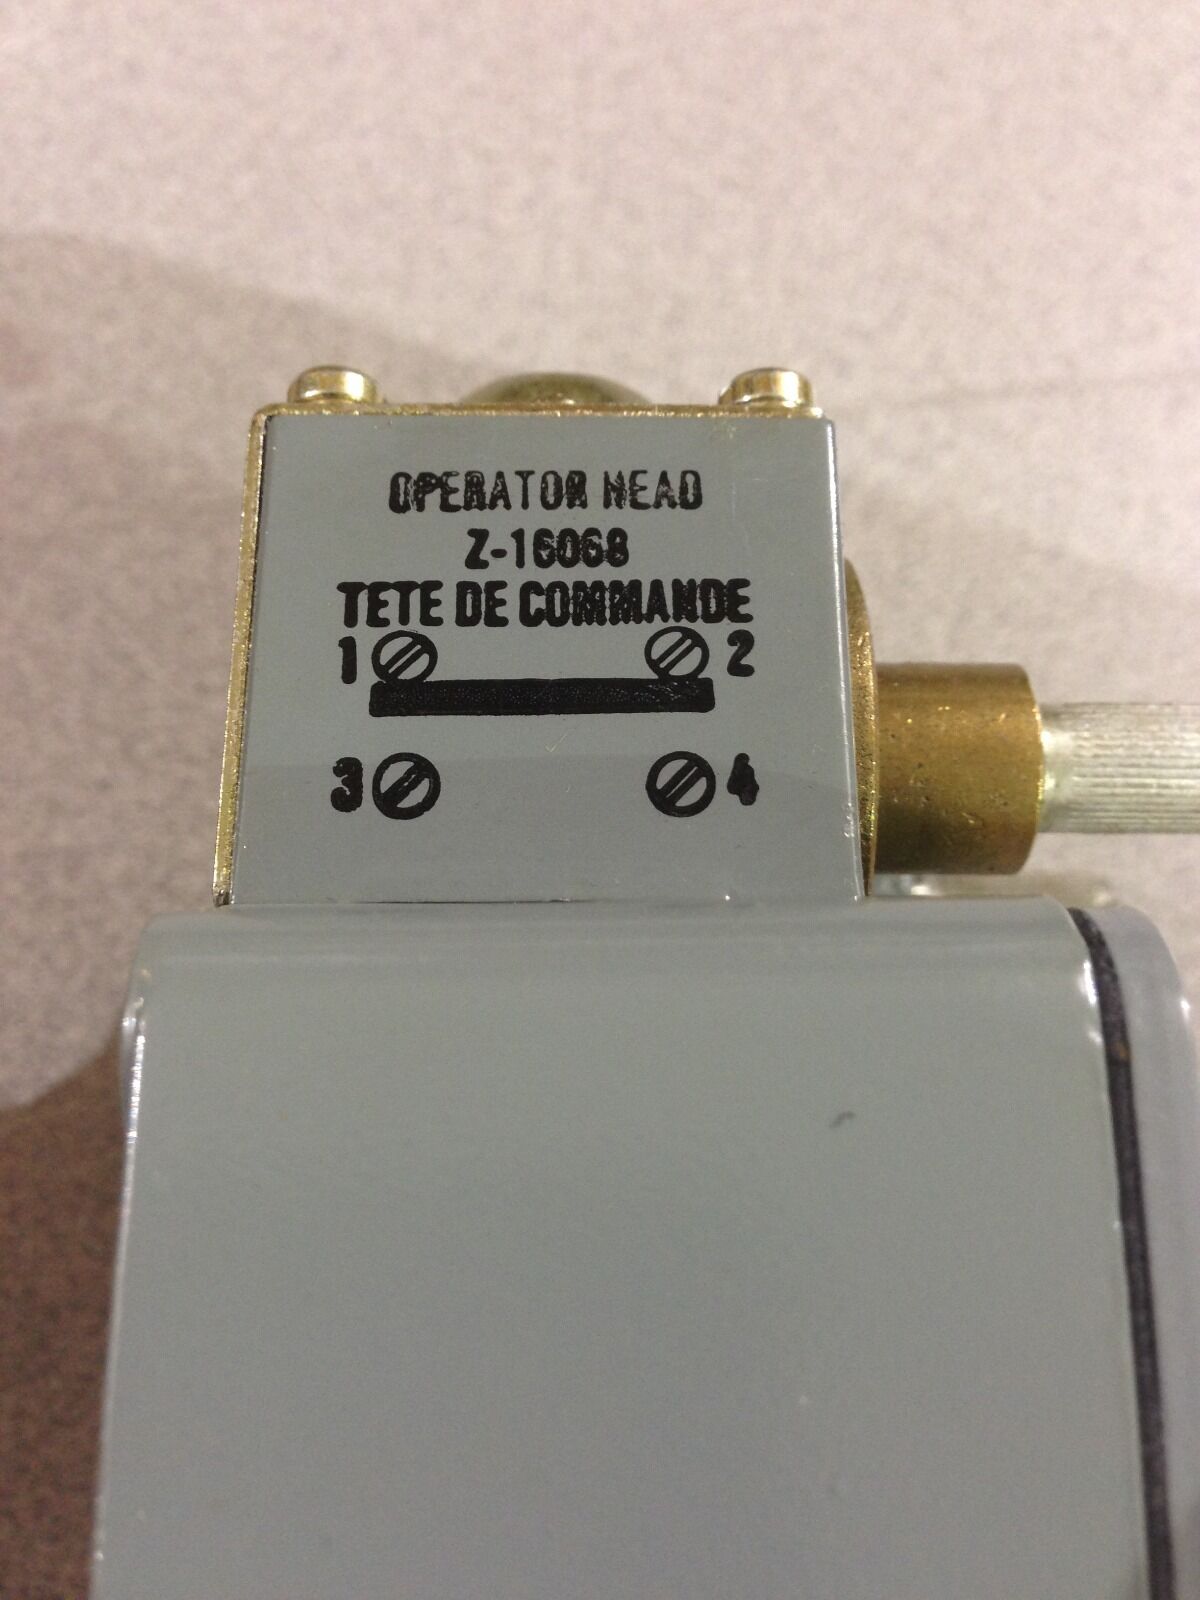 OPERATOR HEAD
Z-16068
TETE DE COMMANDE
1 2
3 4